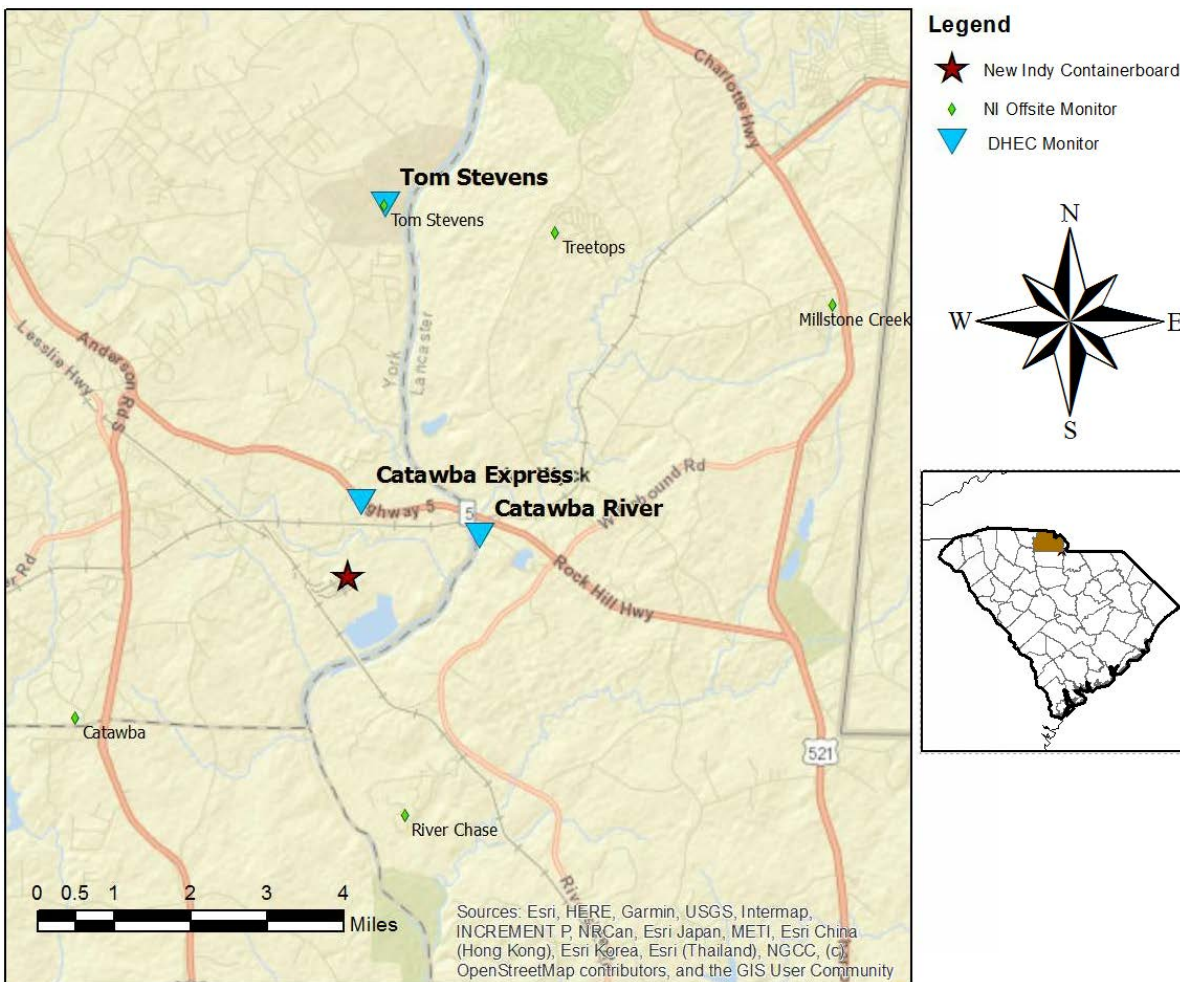 Legend
New Indy Containerboard
NI Offsite Monitor
DHEC Monitor
N
W
E
S
Charlotte Hwy
Tom Stevens
Tom Stevens
Treetops
Millstone Creek
York
Lancaster
Lesslie Hwy
Anderson Rd S
Catawba Express
Highway 5
5
Catawba River
Rock Hill Hwy
521
Catawba
River Chase
0 0.5 1 2 3 4
Miles
Sources: Esri, HERE, Garmin, USGS, Intermap,
INCREMENT P, NRCan, Esri Japan, METI, Esri China
(Hong Kong), Esri Korea, Esri (Thailand), NGCC, (c)
OpenStreetMap contributors, and the GIS User Community